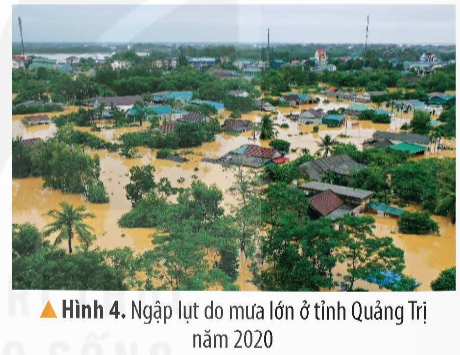 ▲ Hình 4. Ngập lụt do mưa lớn ở tỉnh Quảng Trị
năm 2020